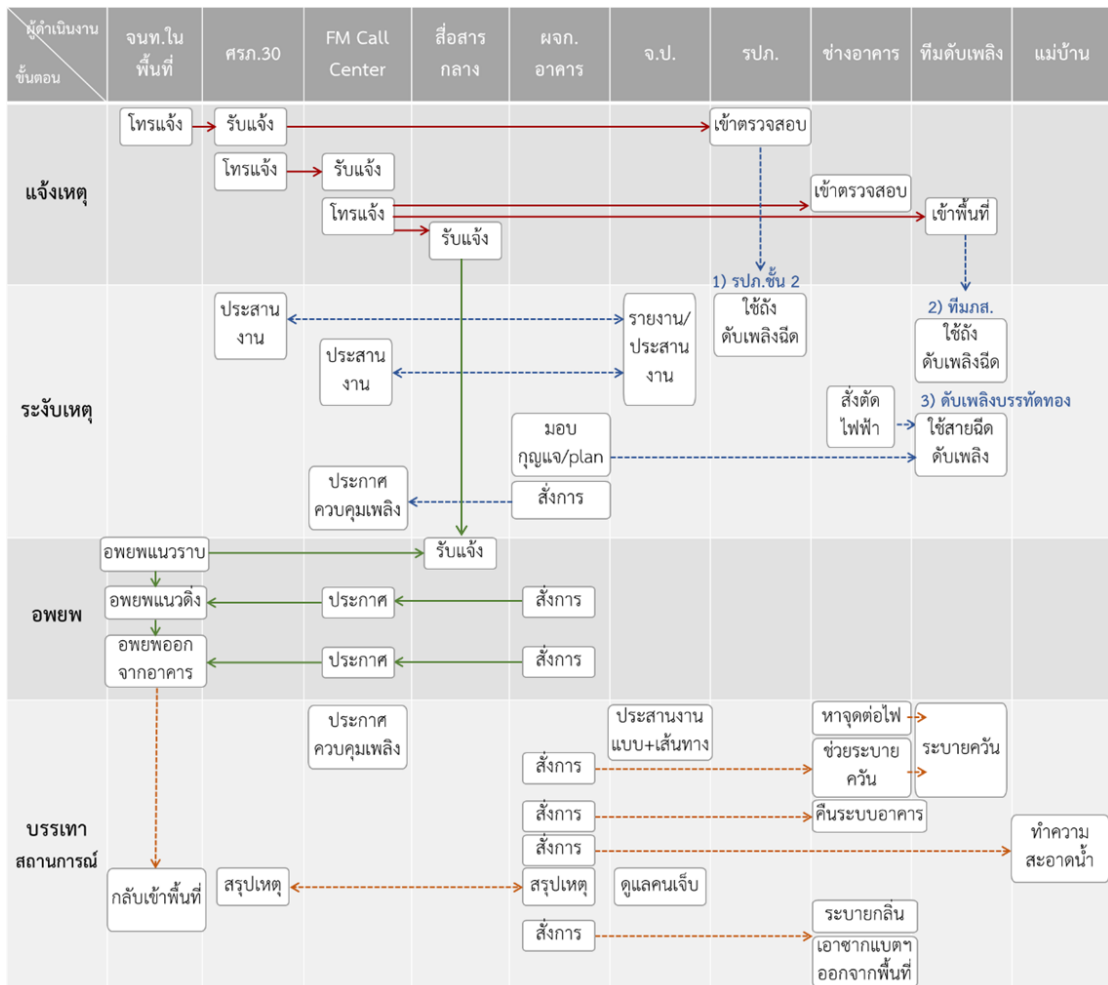 ผู้ดำเนินงาน
ขั้นตอน
จนท.ใน
พื้นที่
ศรภ.30
FM Call
Center
สื่อสาร
กลาง
ผจก.
อาคาร
จ.ป.
รปภ.
ช่างอาคาร
ทีมดับเพลิง
แม่บ้าน
แจ้งเหตุ
โทรแจ้ง
รับแจ้ง
เข้าตรวจสอบ
โทรแจ้ง
รับแจ้ง
เข้าตรวจสอบ
โทรแจ้ง
เข้าพื้นที่
รับแจ้ง
1) รปภ.ชั้น 2
ระงับเหตุ
ประสาน
งาน
รายงาน/
ประสาน
งาน
ใช้ถัง
ดับเพลิงฉีด
2) ทีมภส.
ใช้ถัง
ดับเพลิงฉีด
ประสาน
งาน
สั่งตัด
ไฟฟ้า
3) ดับเพลิงบรรทัดทอง
ใช้สายฉีด
ดับเพลิง
มอบ
กุญแจ/plan
ประกาศ
ควบคุมเพลิง
สั่งการ
อพยพ
อพยพแนวราบ
รับแจ้ง
อพยพแนวดิ่ง
ประกาศ
สั่งการ
อพยพออก
จากอาคาร
ประกาศ
สั่งการ
บรรเทา
สถานการณ์
ประกาศ
ควบคุมเพลิง
ประสานงาน
แบบ+เส้นทาง
หาจุดต่อไฟ
ระบายควัน
สั่งการ
ช่วยระบาย
ควัน
สั่งการ
คืนระบบอาคาร
สั่งการ
ทำความ
สะอาดน้ำ
กลับเข้าพื้นที่
สรุปเหตุ
สรุปเหตุ
ดูแลคนเจ็บ
สั่งการ
ระบายกลิ่น
เอาซากแบตฯ
ออกจากพื้นที่